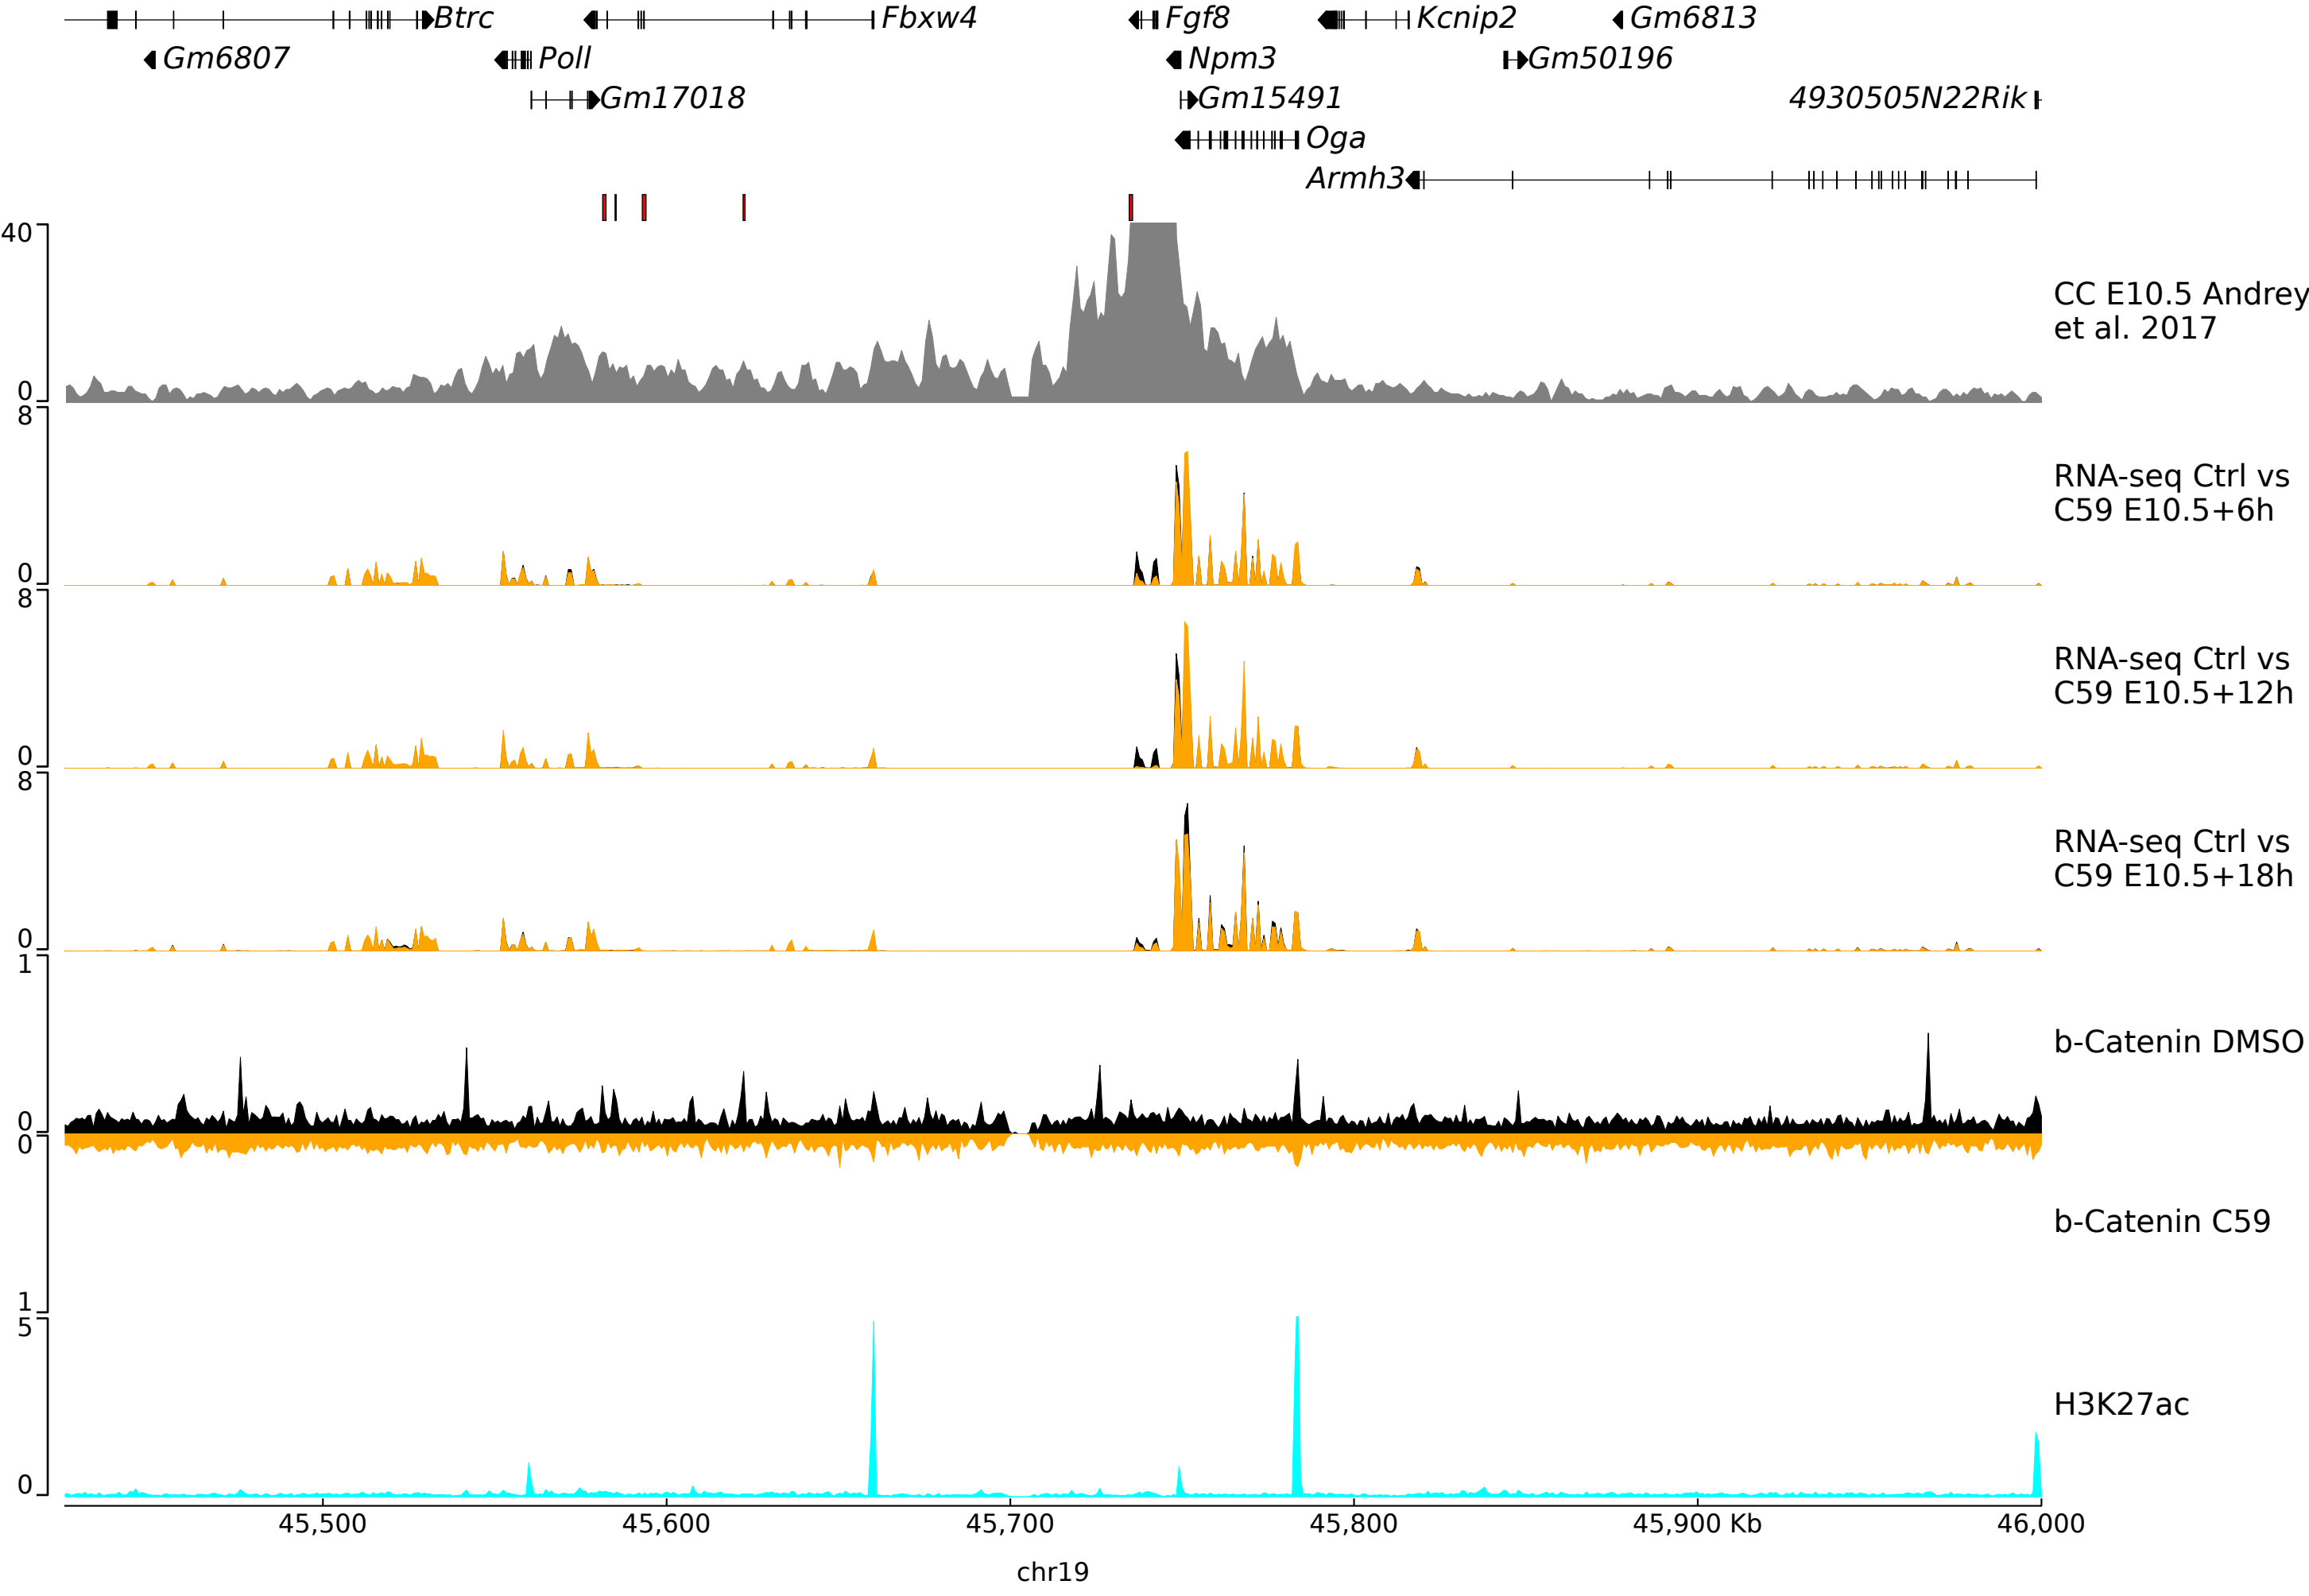 Btrc Fbxw4 Fgf8 Kcnip2 Gm6813
Gm6807 Poll Npm3 Gm50196
Gm17018 Gm15491 4930505N22Rik
Oga
Armh3
40
CC E10.5 Andrey
et al. 2017
0
8
RNA-seq Ctrl vs
C59 E10.5+6h
0
8
RNA-seq Ctrl vs
C59 E10.5+12h
0
8
RNA-seq Ctrl vs
C59 E10.5+18h
0
1
b-Catenin DMSO
0
0
b-Catenin C59
1
5
H3K27ac
0
45,500 45,600 45,700 45,800 45,900 Kb 46,000
chr19